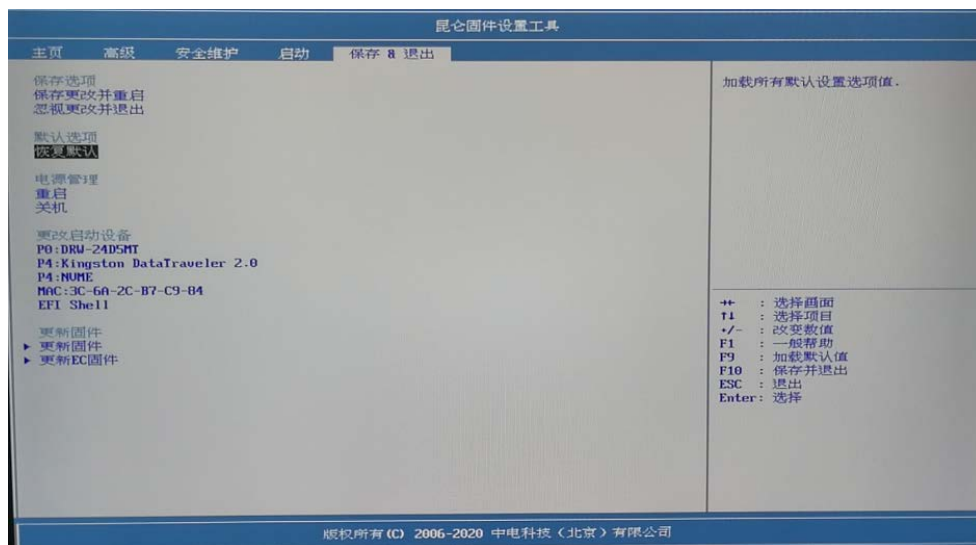 昆仑固件设置工具
主页 高级 安全维护 启动 保存 & 退出
保存选项
保存更改并重启
忽视更改并退出
默认选项
恢复默认
电源管理
重启
关机
更改启动设备
P0:DRW-24D5MT
P4:Kingston DataTraveler 2.0
P4:NVME
MAC:3C-6A-2C-B7-C9-84
EFI Shell
更新固件
更新固件
更新EC固件
加载所有默认设置选项值.
→← : 选择画面
↑↓ : 选择项目
+/- : 改变数值
F1 : 一般帮助
F9 : 加载默认值
F10 : 保存并退出
ESC : 退出
Enter: 选择
版权所有(C) 2006-2020 中电科技（北京）有限公司